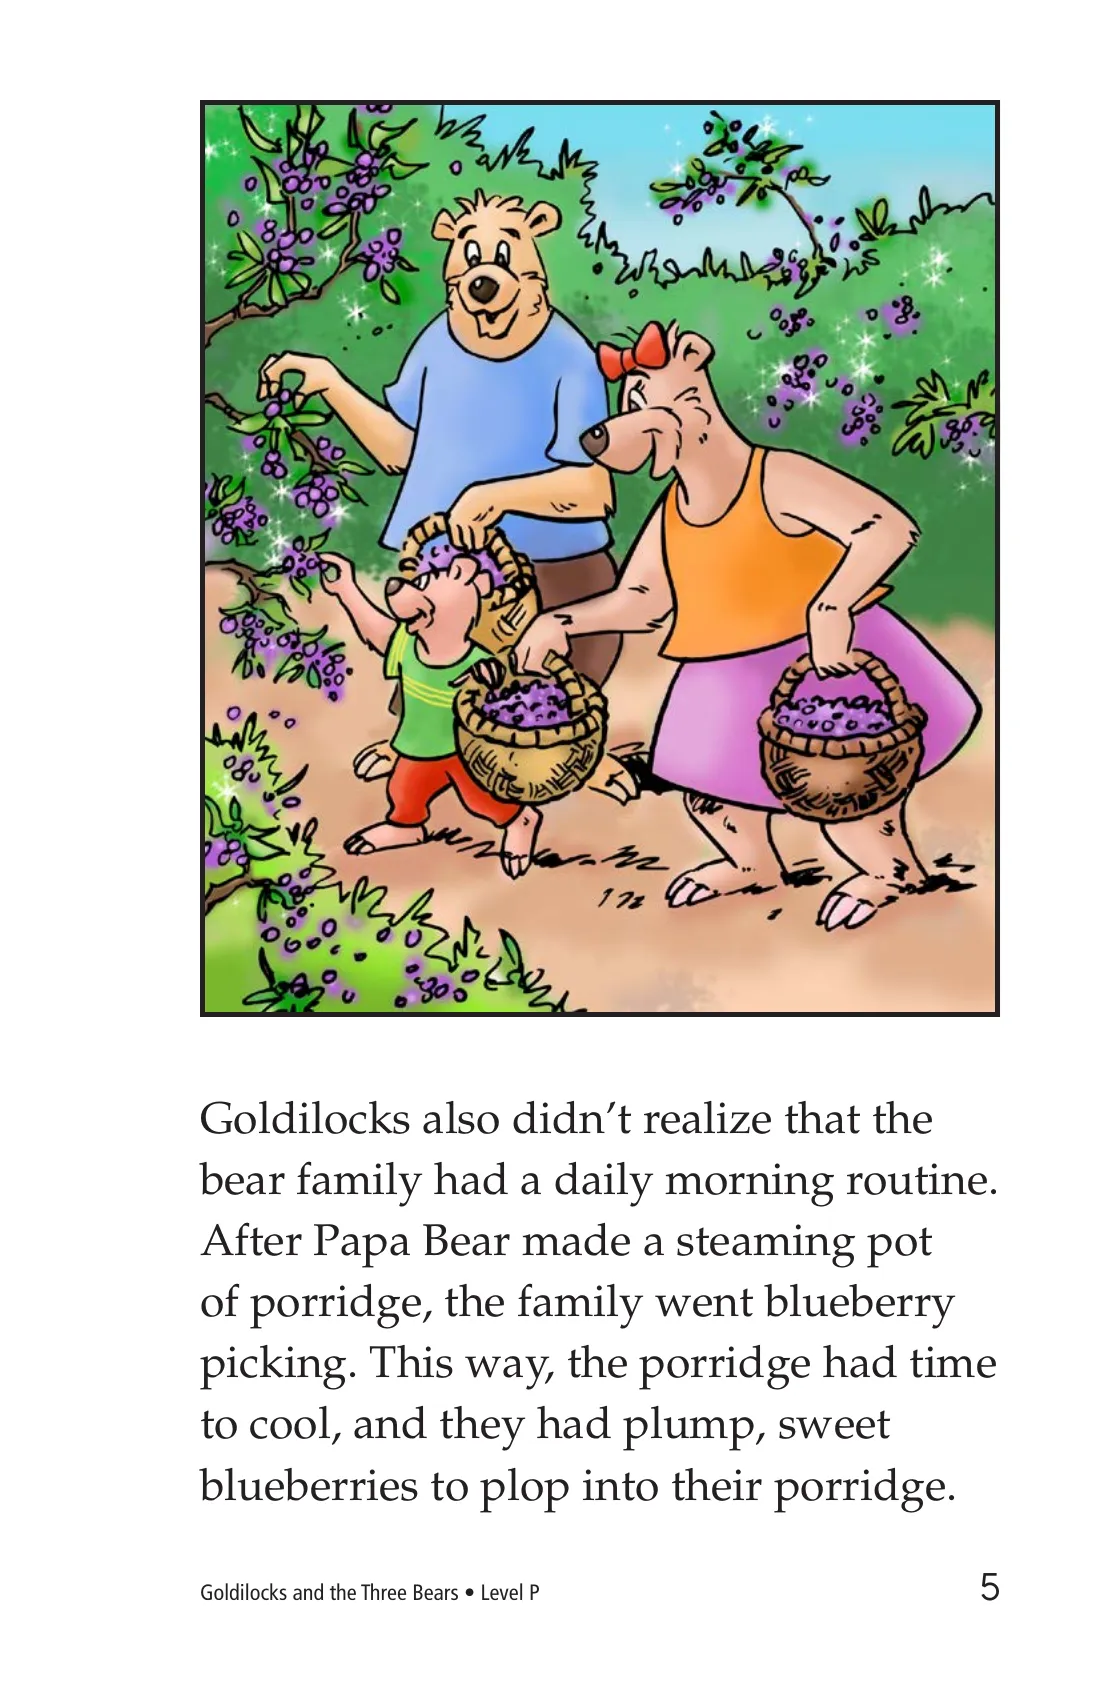 Goldilocks also didn’t realize that the
bear family had a daily morning routine.
After Papa Bear made a steaming pot
of porridge, the family went blueberry
picking. This way, the porridge had time
to cool, and they had plump, sweet
blueberries to plop into their porridge.
Goldilocks and the Three Bears • Level P
5